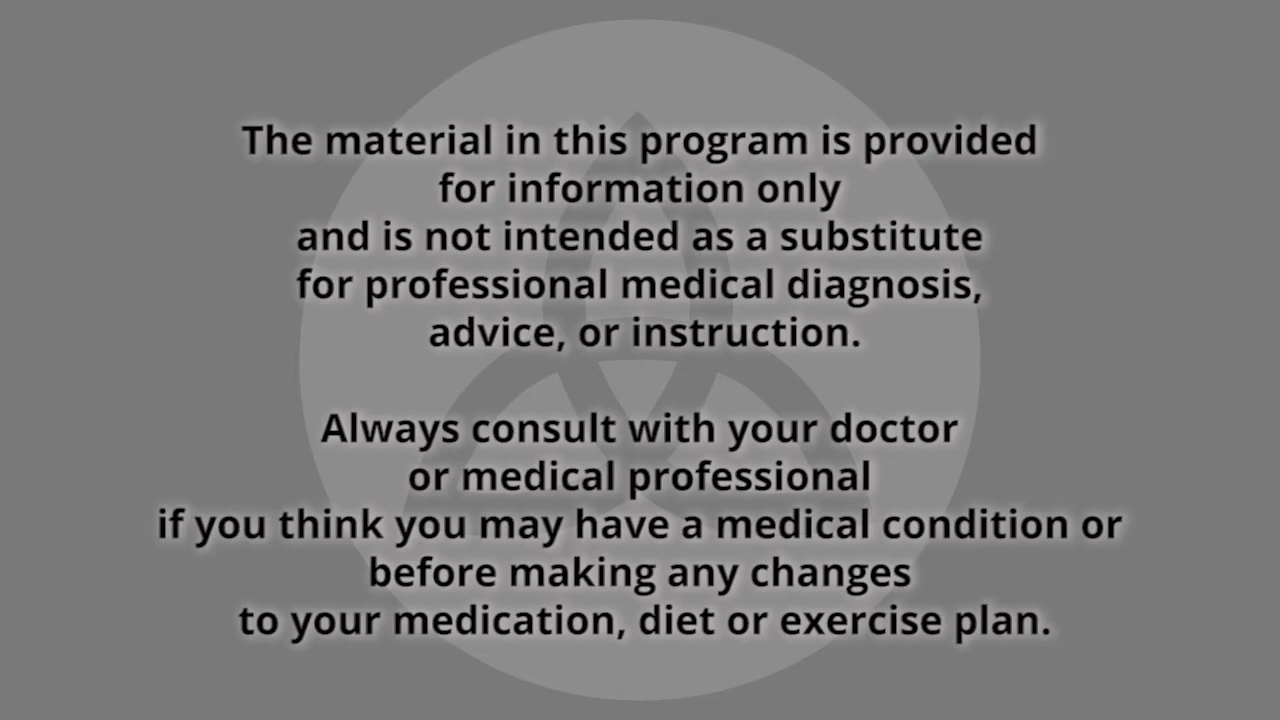 The material in this program is provided
for information only
and is not intended as a substitute
for professional medical diagnosis,
advice, or instruction.
Always consult with your doctor
or medical professional
if you think you may have a medical condition or
before making any changes
to your medication, diet or exercise plan.